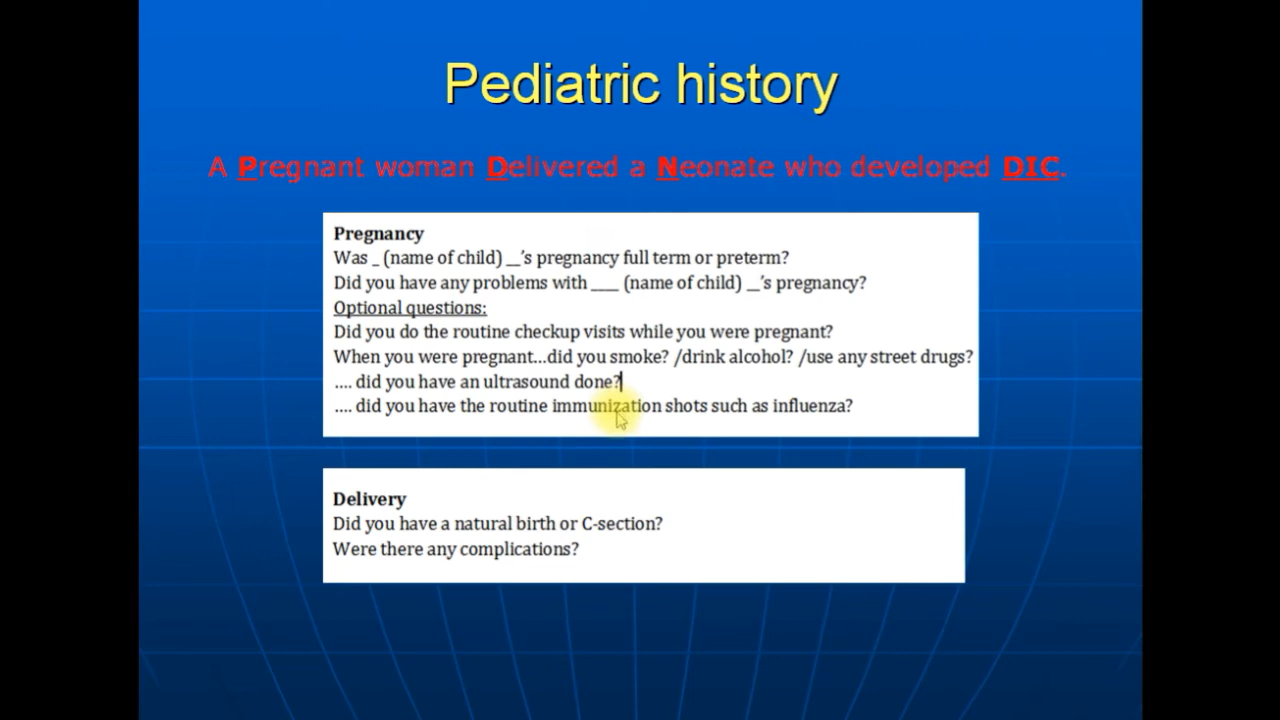 Pediatric history
A Pregnant woman Delivered a Neonate who developed DIC.
Pregnancy
Was _ (name of child) __'s pregnancy full term or preterm?
Did you have any problems with ____ (name of child) __'s pregnancy?
Optional questions:
Did you do the routine checkup visits while you were pregnant?
When you were pregnant...did you smoke? /drink alcohol? /use any street drugs?
.... did you have an ultrasound done?
.... did you have the routine immunization shots such as influenza?
Delivery
Did you have a natural birth or C-section?
Were there any complications?